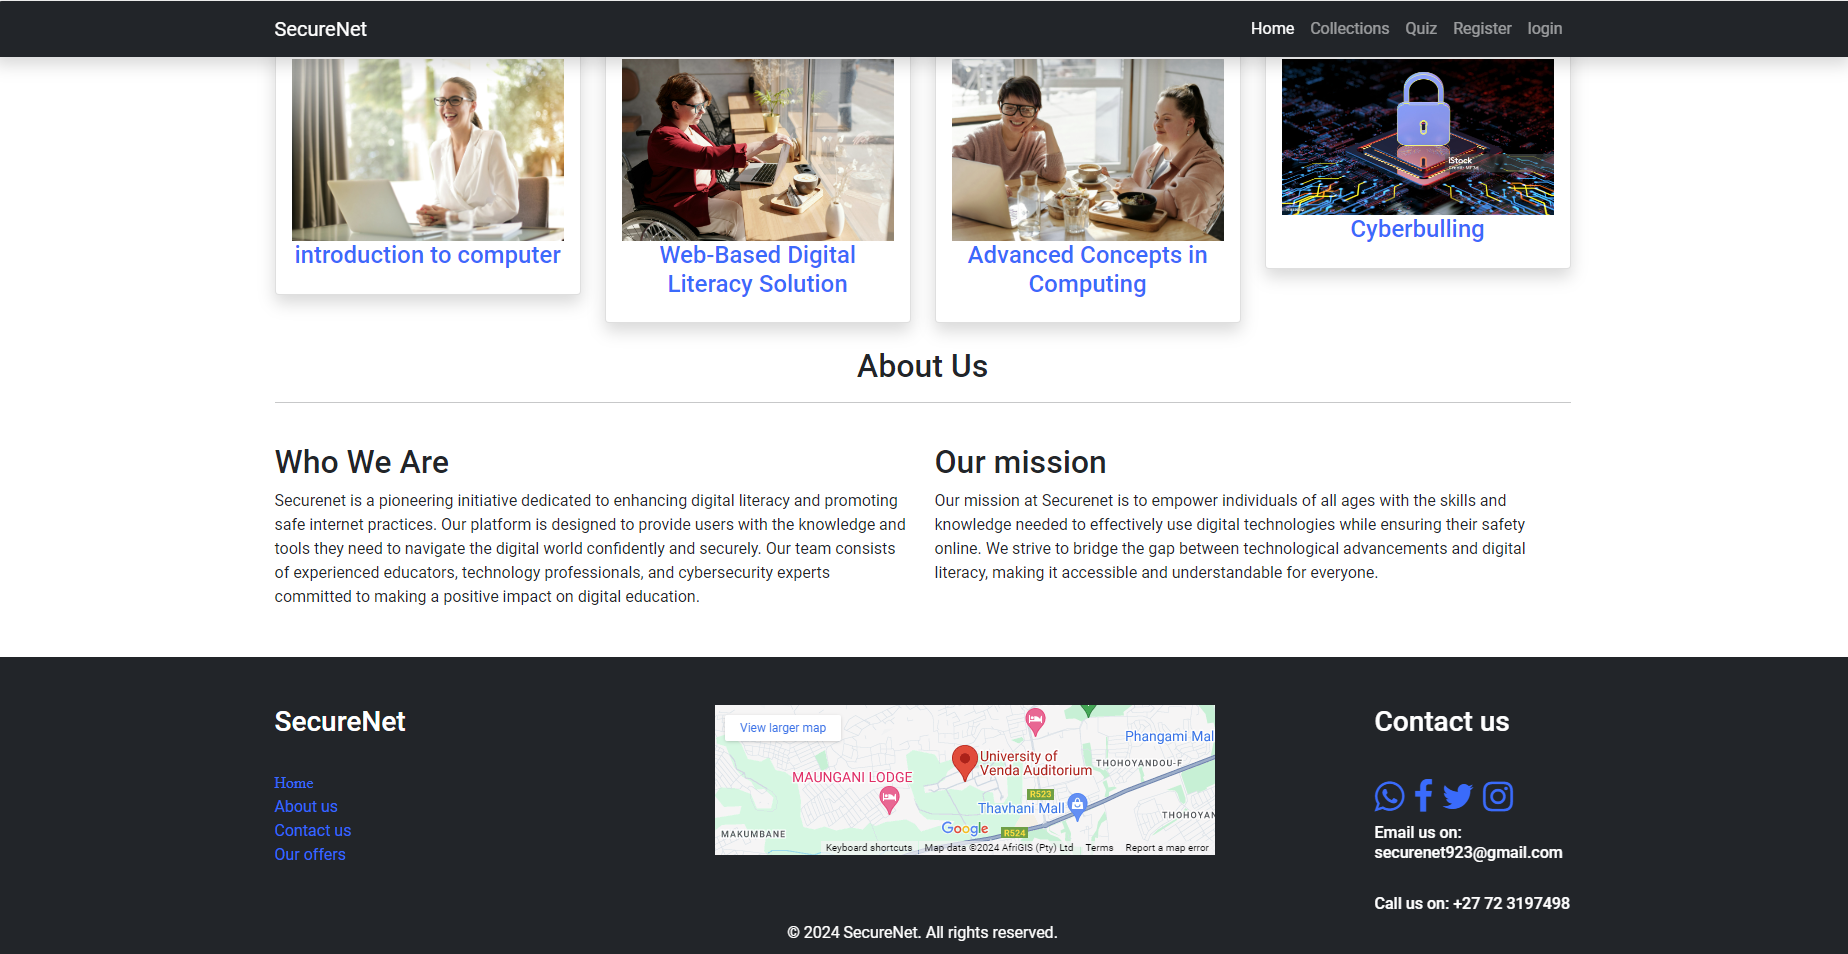 SecureNet
Home Collections Quiz Register login
iStock
introduction to computer
Web-Based Digital
Literacy Solution
Advanced Concepts in
Computing
Cyberbulling
About Us
Who We Are
Securenet is a pioneering initiative dedicated to enhancing digital literacy and promoting
safe internet practices. Our platform is designed to provide users with the knowledge and
tools they need to navigate the digital world confidently and securely. Our team consists
of experienced educators, technology professionals, and cybersecurity experts
committed to making a positive impact on digital education.
Our mission
Our mission at Securenet is to empower individuals of all ages with the skills and
knowledge needed to effectively use digital technologies while ensuring their safety
online. We strive to bridge the gap between technological advancements and digital
literacy, making it accessible and understandable for everyone.
SecureNet
Home
About us
Contact us
Our offers
View larger map
Phangami Mal
University of
Venda Auditorium
THOHOYANDOU-F
MAUNGANI LODGE
R523
Thavhani Mall
THOHOYAN
MAKUMBANE
Google
R524
Keyboard shortcuts Map data ©2024 AfriGIS (Pty) Ltd Terms Report a map error
Contact us
Email us on:
securenet923@gmail.com
Call us on: +27 72 3197498
© 2024 SecureNet. All rights reserved.